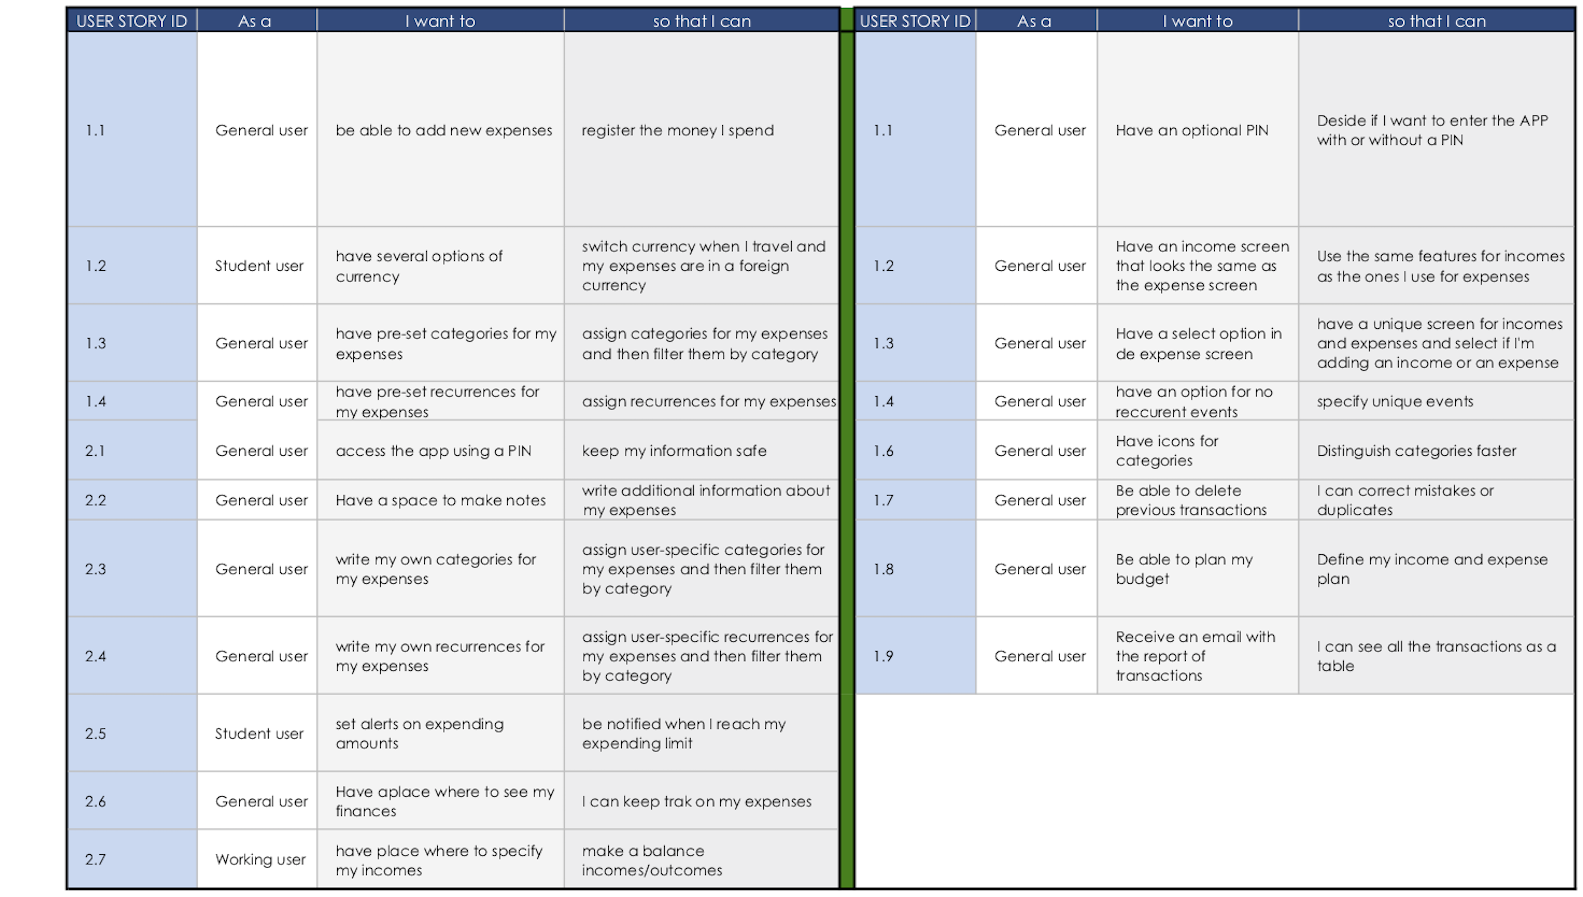 USER STORY ID As a I want to so that I can
1.1 General user be able to add new expenses register the money I spend
1.2 Student user have several options of
currency switch currency when I travel and
my expenses are in a foreign
currency
1.3 General user have pre-set categories for my
expenses assign categories for my expenses
and then filter them by category
1.4 General user have pre-set recurrences for
my expenses assign recurrences for my expenses
2.1 General user access the app using a PIN keep my information safe
2.2 General user Have a space to make notes write additional information about
my expenses
2.3 General user write my own categories for
my expenses assign user-specific categories for
my expenses and then filter them
by category
2.4 General user write my own recurrences for
my expenses assign user-specific recurrences for
my expenses and then filter them
by category
2.5 Student user set alerts on expending
amounts be notified when I reach my
expending limit
2.6 General user Have aplace where to see my
finances I can keep trak on my expenses
2.7 Working user have place where to specify
my incomes make a balance
incomes/outcomes
USER STORY ID As a I want to so that I can
1.1 General user Have an optional PIN Deside if I want to enter the APP
with or without a PIN
1.2 General user Have an income screen
that looks the same as
the expense screen Use the same features for incomes
as the ones I use for expenses
1.3 General user Have a select option in
de expense screen have a unique screen for incomes
and expenses and select if I'm
adding an income or an expense
1.4 General user have an option for no
reccurent events specify unique events
1.6 General user Have icons for
categories Distinguish categories faster
1.7 General user Be able to delete
previous transactions I can correct mistakes or
duplicates
1.8 General user Be able to plan my
budget Define my income and expense
plan
1.9 General user Receive an email with
the report of
transactions I can see all the transactions as a
table